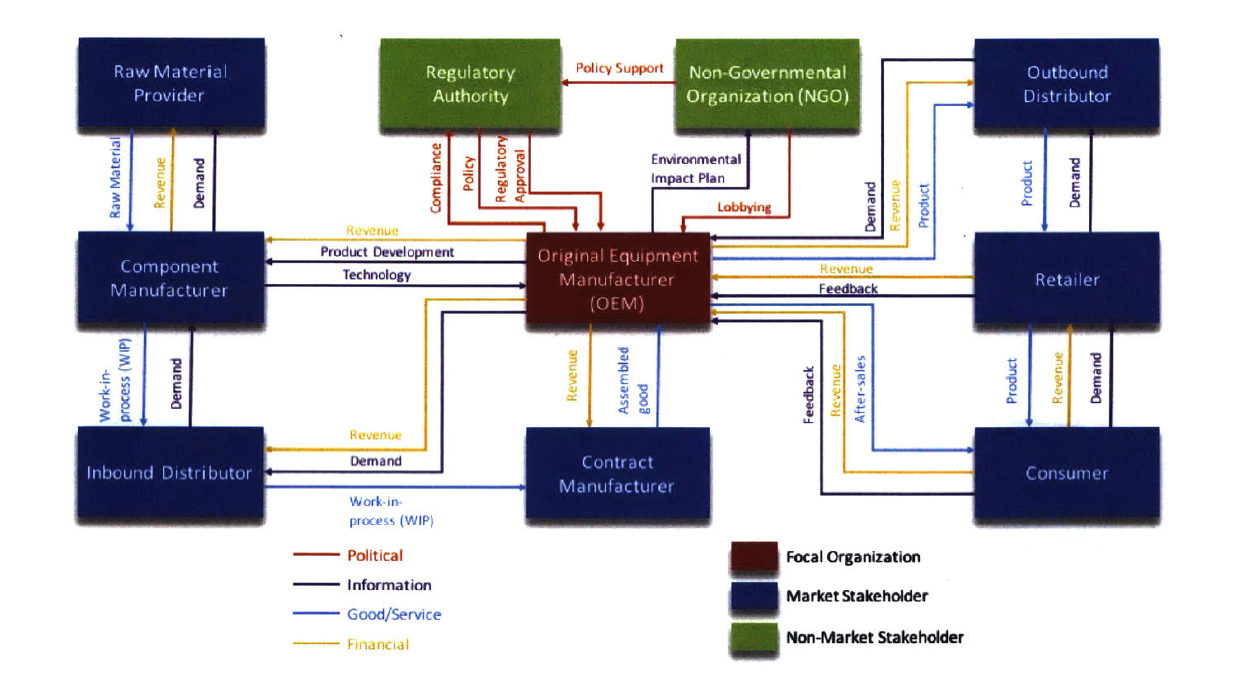 Raw Material
Provider
Regulatory
Authority
Policy Support
Non-Governmental
Organization (NGO)
Outbound
Distributor
Raw Material
Revenue
Demand
Compliance
Policy
Regulatory
Approval
Environmental
Impact Plan
Lobbying
Demand
Revenue
Product
Product
Demand
Component
Manufacturer
Revenue
Product Development
Technology
Original Equipment
Manufacturer
(OEM)
Revenue
Feedback
Retailer
Work-in-
process (WIP)
Demand
Revenue
Demand
Revenue
Assembled
good
Feedback
Revenue
After-sales
Product
Revenue
Demand
Inbound Distributor
Work-in-
process (WIP)
Contract
Manufacturer
Consumer
Political
Information
Good/Service
Financial
Focal Organization
Market Stakeholder
Non-Market Stakeholder